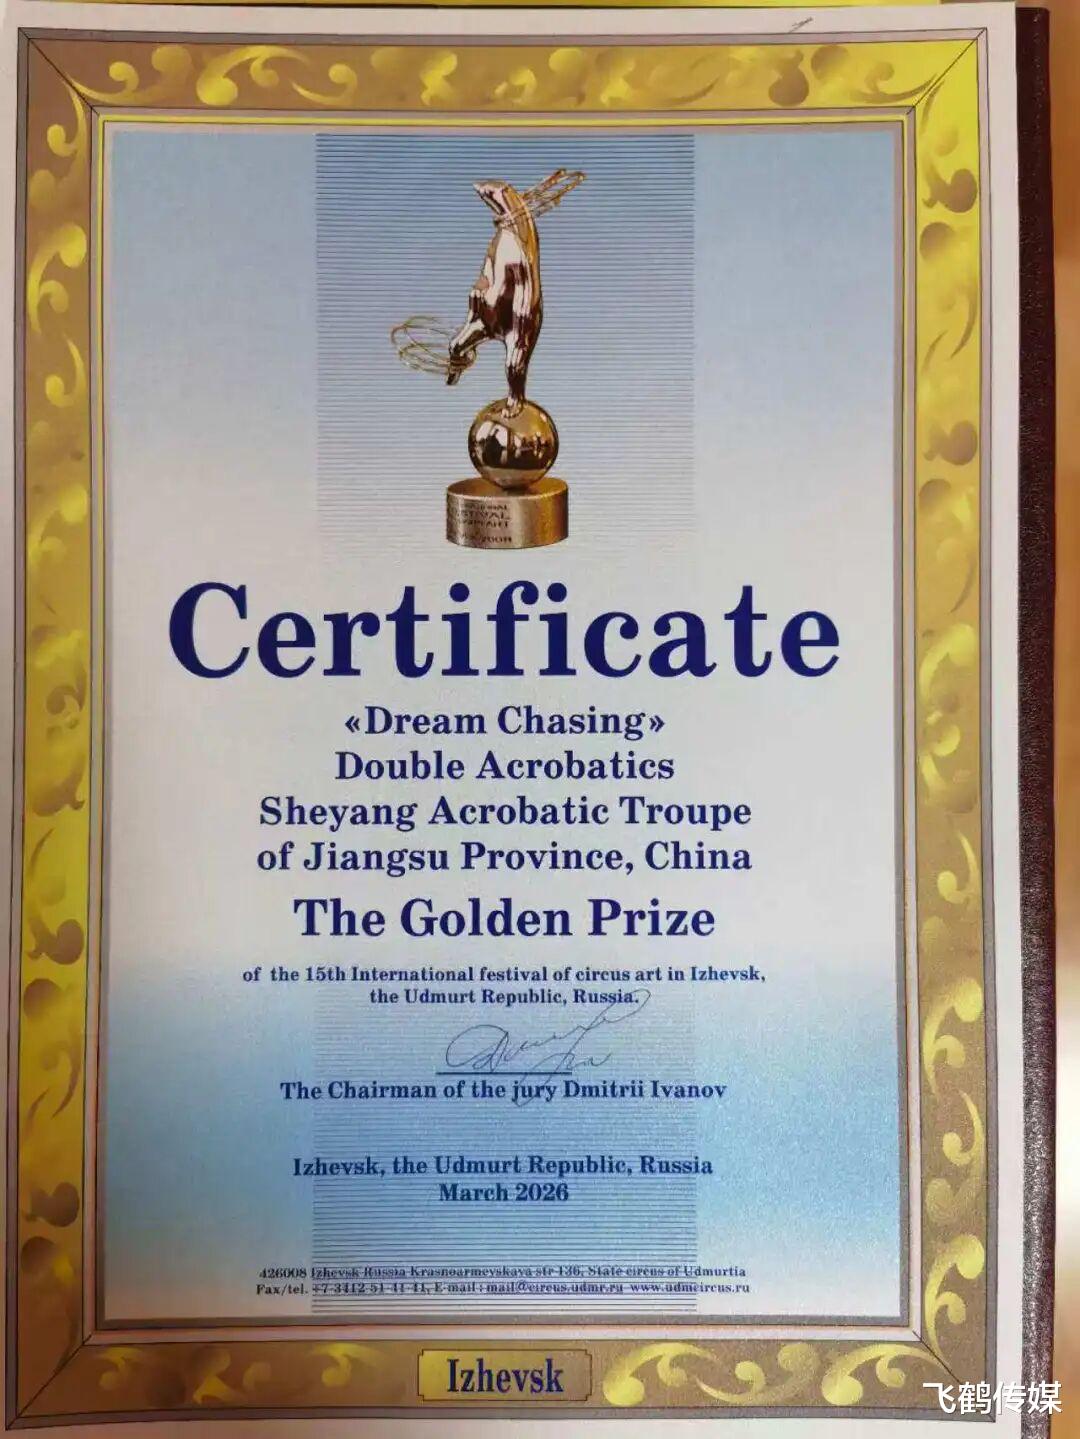 FESTIVAL
2008
Certificate
«Dream Chasing»
Double Acrobatics
Sheyang Acrobatic Troupe
of Jiangsu Province, China
The Golden Prize
of the 15th International festival of circus art in Izhevsk,
the Udmurt Republic, Russia.
The Chairman of the jury Dmitrii Ivanov
Izhevsk, the Udmurt Republic, Russia
March 2026
426008 Izhevsk Russia Krasnoarmeyskaya str 136, State circus of Udmurtia
Fax/tel. +7-3412-51-41-41, E-mail : mail@circus.udmr.ru www.udmcircus.ru
Izhevsk
飞鹤传媒